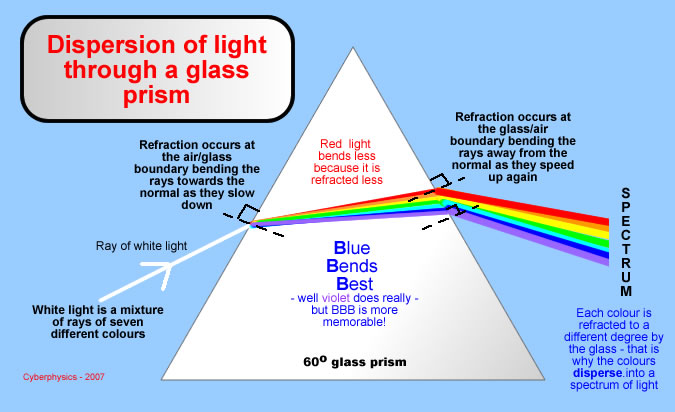 Dispersion of light
through a glass
prism
Refraction occurs at
the air/glass
boundary bending the
rays towards the
normal as they slow
down
Red light
bends less
because it is
refracted less
Refraction occurs at
the glass/air
boundary bending the
rays away from the
normal as they speed
up again
Ray of white light
White light is a mixture
of rays of seven
different colours
Blue
Bends
Best
- well violet does really -
but BBB is more
memorable!
60º glass prism
S
P
E
C
T
R
U
M
Each colour is
refracted to a
different degree by
the glass - that is
why the colours
disperse.into a
spectrum of light
Cyberphysics - 2007